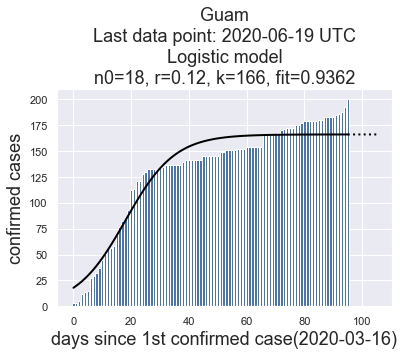 Guam
Last data point: 2020-06-19 UTC
Logistic model
n0=18, r=0.12, k=166, fit=0.9362
200
175
150
125
100
75
50
25
0
confirmed cases
0 20 40 60 80 100
days since 1st confirmed case(2020-03-16)